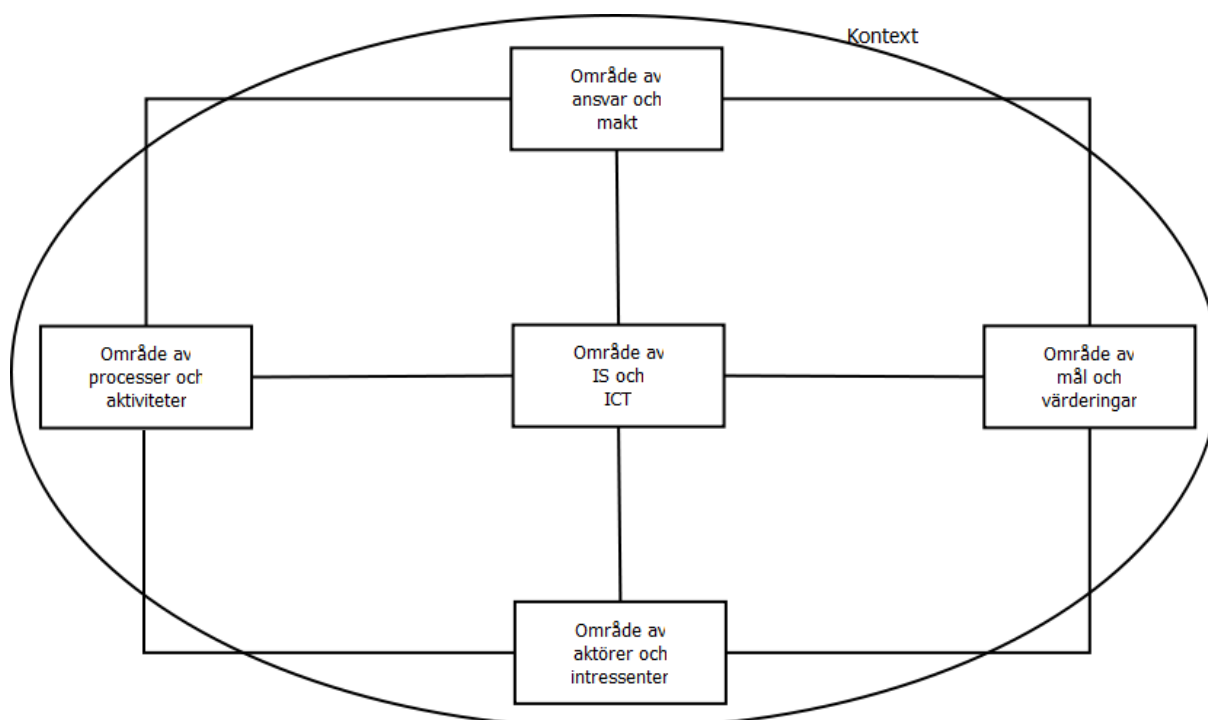 Kontext
Område av
ansvar och
makt
Område av
processer och
aktiviteter
Område av
IS och
ICT
Område av
mål och
värderingar
Område av
aktörer och
intressenter